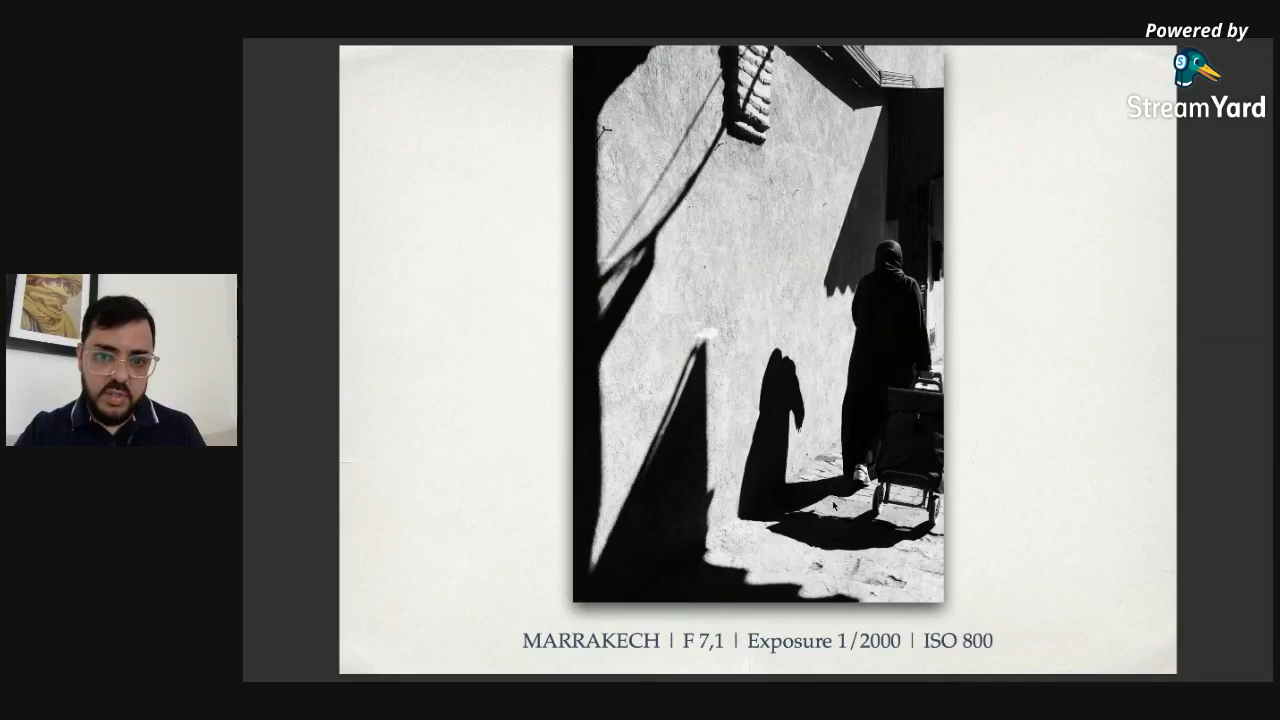 Powered by
StreamYard
MARRAKECH | F 7,1 | Exposure 1/2000 | ISO 800